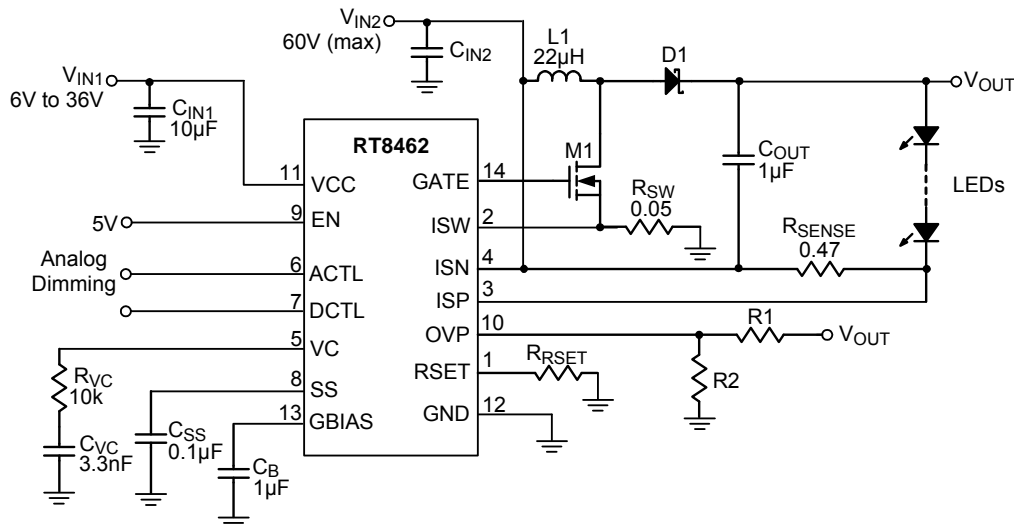 VIN2
60V (max)
CIN2
VIN1
6V to 36V
CIN1
10µF
L1
22µH
D1
VOUT
RT8462
M1
COUT
1µF
LEDs
RSW
0.05
RSENSE
0.47
11 VCC
GATE 14
5V
9 EN
ISW 2
Analog
Dimming
6 ACTL
ISN 4
7 DCTL
ISP 3
5 VC
OVP 10
R1
VOUT
R2
RVC
10k
8 SS
RSET 1
RRSET
13 GBIAS
GND 12
CVC
3.3nF
CSS
0.1µF
CB
1µF